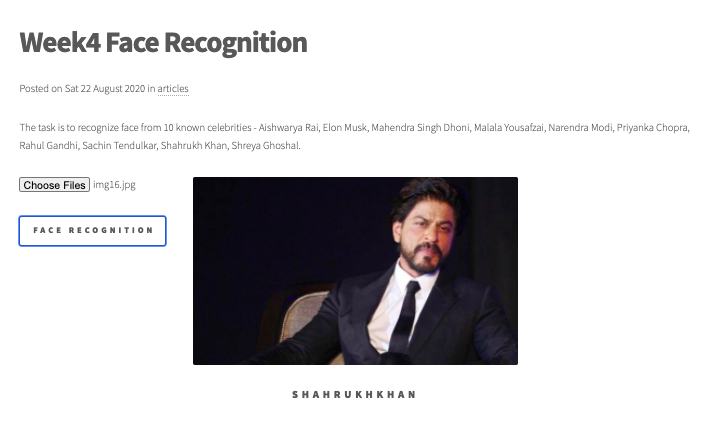 Week4 Face Recognition
Posted on Sat 22 August 2020 in articles
The task is to recognize face from 10 known celebrities - Aishwarya Rai, Elon Musk, Mahendra Singh Dhoni, Malala Yousafzai, Narendra Modi, Priyanka Chopra,
Rahul Gandhi, Sachin Tendulkar, Shahrukh Khan, Shreya Ghoshal.
Choose Files img16.jpg
FACE RECOGNITION
SHAHRUKHKHAN